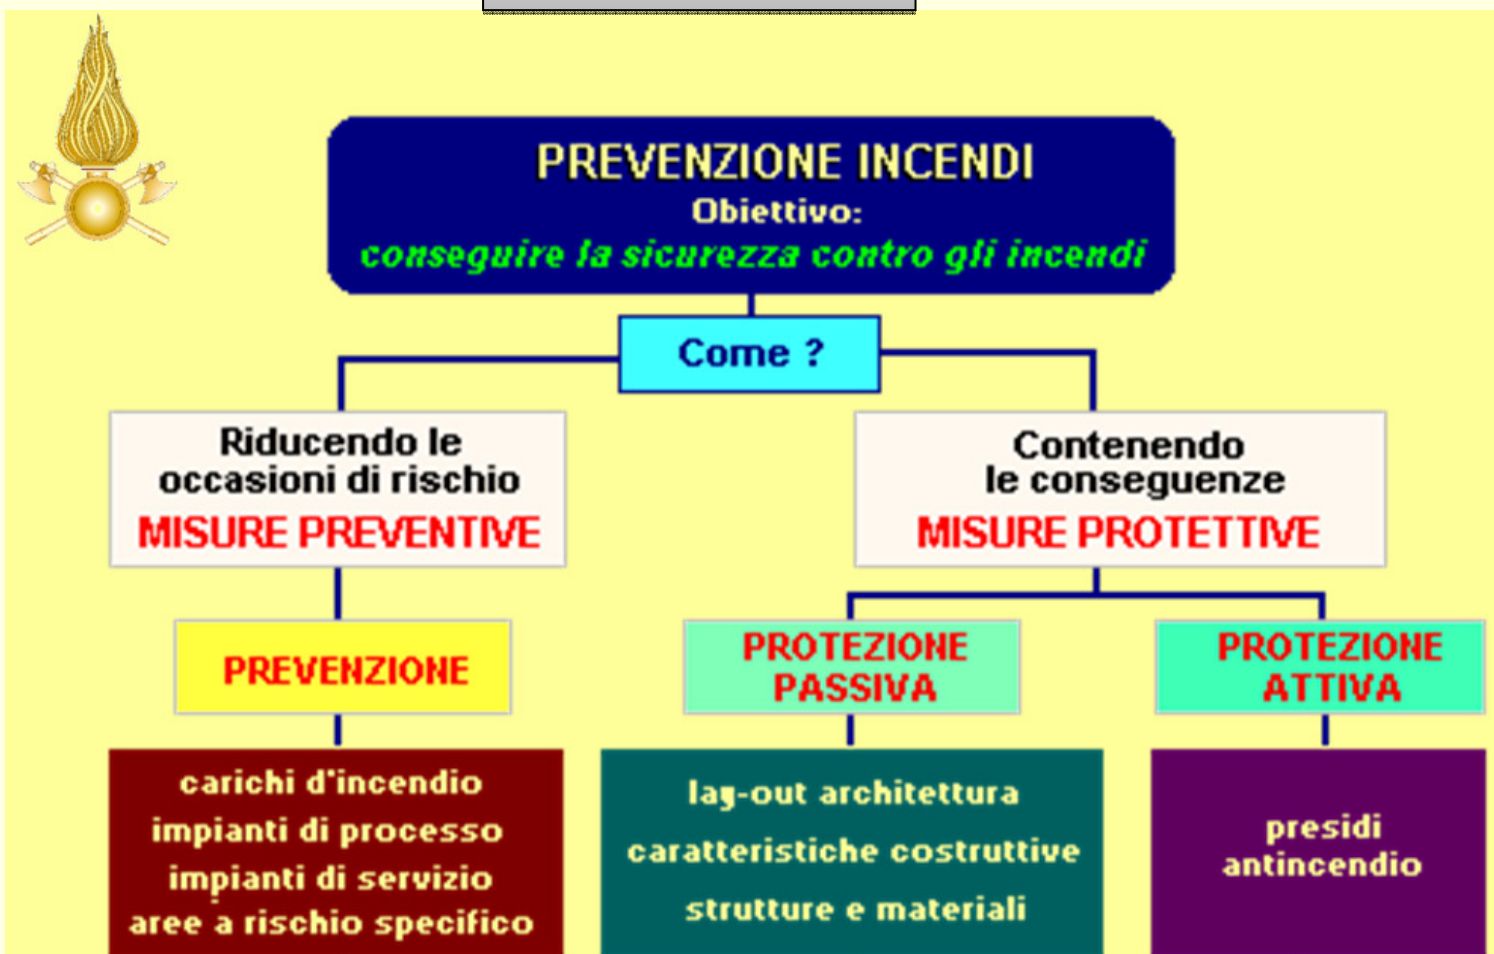 PREVENZIONE INCENDI
Obiettivo:
conseguire la sicurezza contro gli incendi
Come ?
Riducendo le
occasioni di rischio
MISURE PREVENTIVE
Contenendo
le conseguenze
MISURE PROTETTIVE
PREVENZIONE
PROTEZIONE
PASSIVA
PROTEZIONE
ATTIVA
carichi d'incendio
impianti di processo
impianti di servizio
aree a rischio specifico
lay-out architettura
caratteristiche costruttive
strutture e materiali
presidi
antincendio